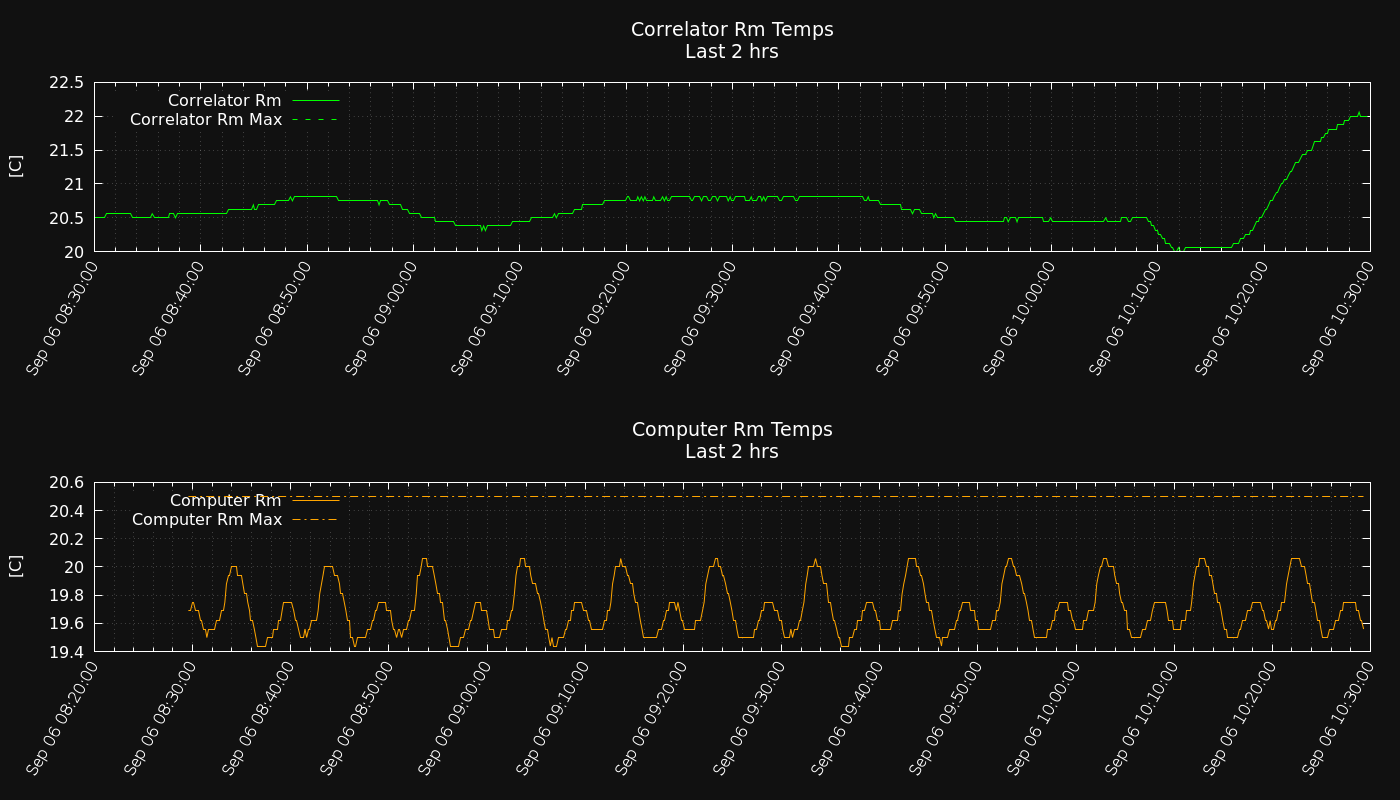 Correlator Rm Temps
Last 2 hrs
22.5
22
21.5
21
20.5
20
[C]
Correlator Rm
Correlator Rm Max
Sep 06 08:30:00
Sep 06 08:40:00
Sep 06 08:50:00
Sep 06 09:00:00
Sep 06 09:10:00
Sep 06 09:20:00
Sep 06 09:30:00
Sep 06 09:40:00
Sep 06 09:50:00
Sep 06 10:00:00
Sep 06 10:10:00
Sep 06 10:20:00
Sep 06 10:30:00
Computer Rm Temps
Last 2 hrs
20.6
20.4
20.2
20
19.8
19.6
19.4
[C]
Computer Rm
Computer Rm Max
Sep 06 08:20:00
Sep 06 08:30:00
Sep 06 08:40:00
Sep 06 08:50:00
Sep 06 09:00:00
Sep 06 09:10:00
Sep 06 09:20:00
Sep 06 09:30:00
Sep 06 09:40:00
Sep 06 09:50:00
Sep 06 10:00:00
Sep 06 10:10:00
Sep 06 10:20:00
Sep 06 10:30:00